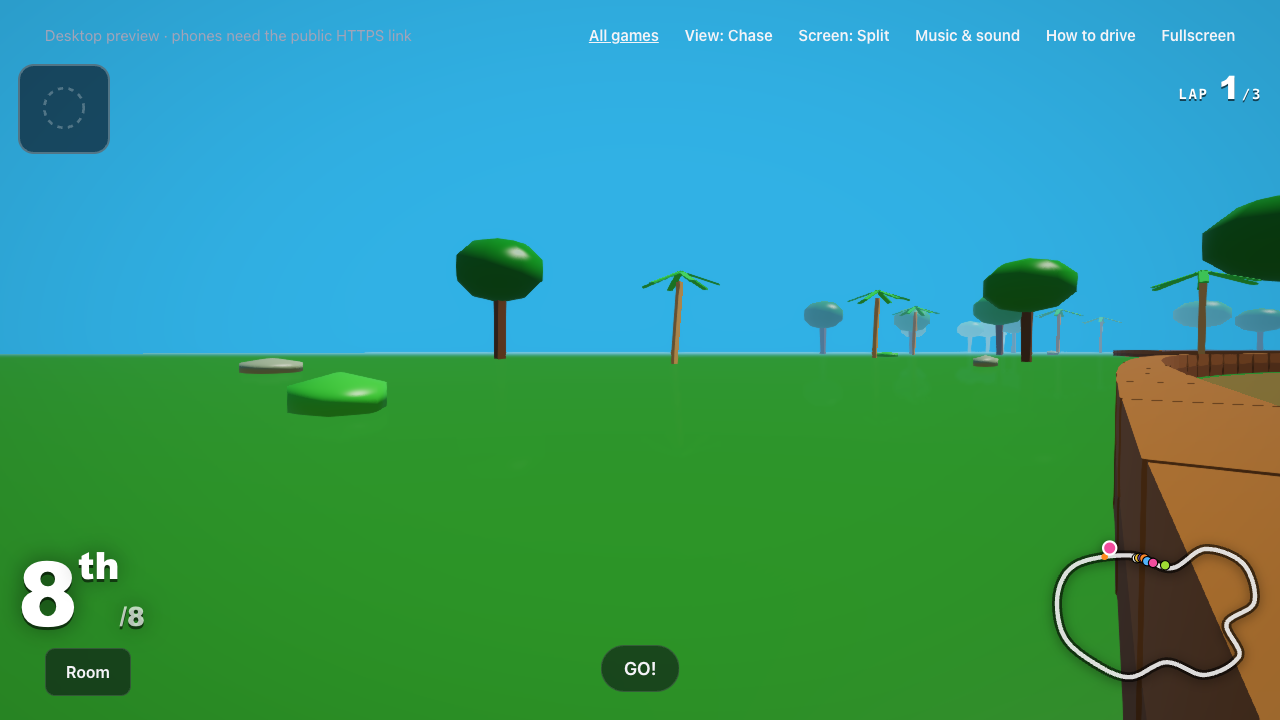 Desktop preview · phones need the public HTTPS link
All games
View: Chase
Screen: Split
Music & sound
How to drive
Fullscreen
LAP 1/3
8th/8
Room
GO!